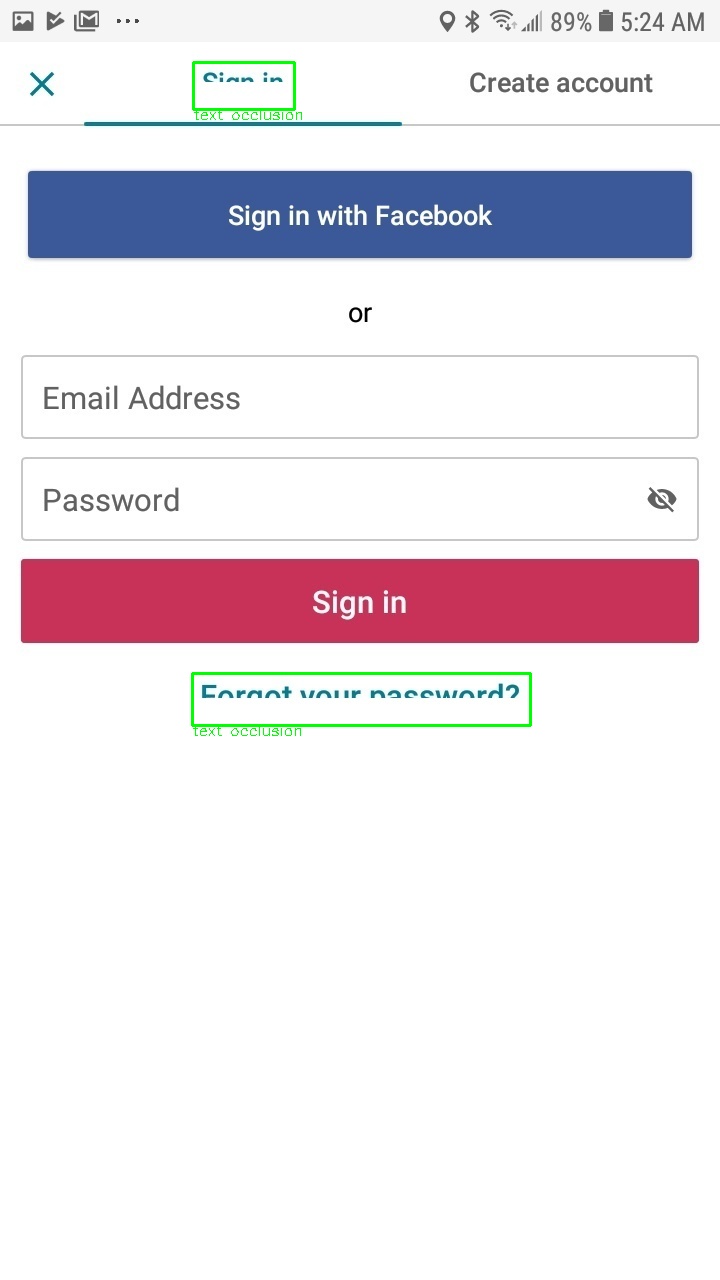 89% 5:24 AM
Sign in
Create account
text occlusion
Sign in with Facebook
or
Email Address
Password
Sign in
Forgot your password?
text occlusion